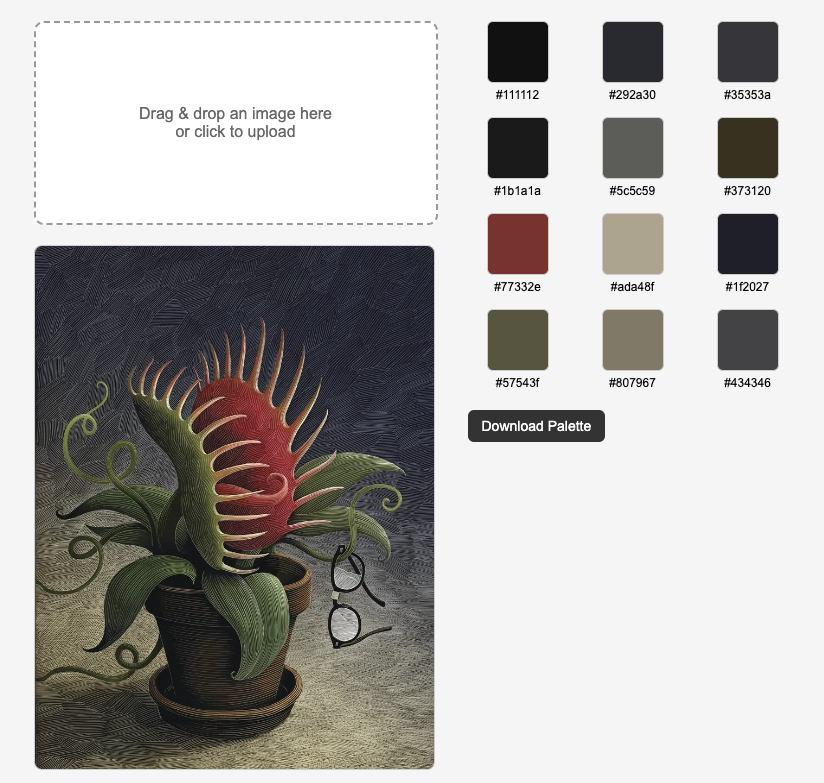 Drag & drop an image here
or click to upload
#111112
#292a30
#35353a
#1b1a1a
#5c5c59
#373120
#77332e
#ada48f
#1f2027
#57543f
#807967
#434346
Download Palette